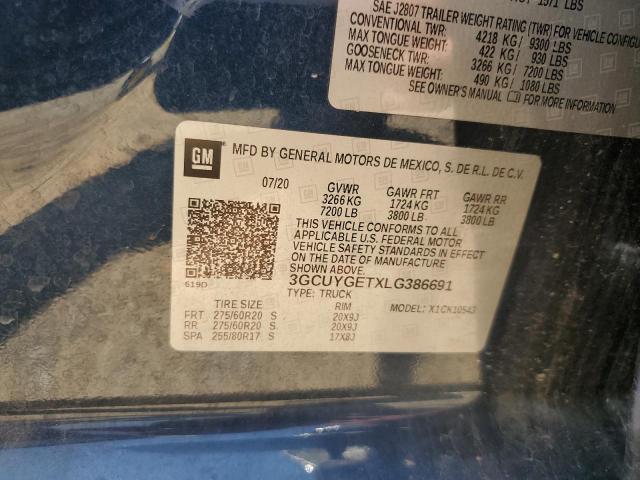 1571 LBS
SAE J2807 TRAILER WEIGHT RATING (TWR) FOR VEHICLE CONFIGU
CONVENTIONAL TWR: 4218 KG / 9300 LBS
MAX TONGUE WEIGHT: 422 KG / 930 LBS
GOOSENECK TWR: 3266 KG / 7200 LBS
MAX TONGUE WEIGHT: 490 KG / 1080 LBS
SEE OWNER'S MANUAL FOR MORE INFORMATION
GM
MFD BY GENERAL MOTORS DE MEXICO, S. DE R.L. DE C.V.
07/20 GVWR GAWR FRT GAWR RR
3266 KG 1724 KG 1724 KG
7200 LB 3800 LB 3800 LB
THIS VEHICLE CONFORMS TO ALL
APPLICABLE U.S. FEDERAL MOTOR
VEHICLE SAFETY STANDARDS IN EFFECT
ON THE DATE OF MANUFACTURE
SHOWN ABOVE.
3GCUYGETXLG386691
619D TYPE: TRUCK
TIRE SIZE RIM MODEL: X1CK10543
FRT 275/60R20 S 20X9J
RR 275/60R20 S 20X9J
SPA 255/80R17 S 17X8J